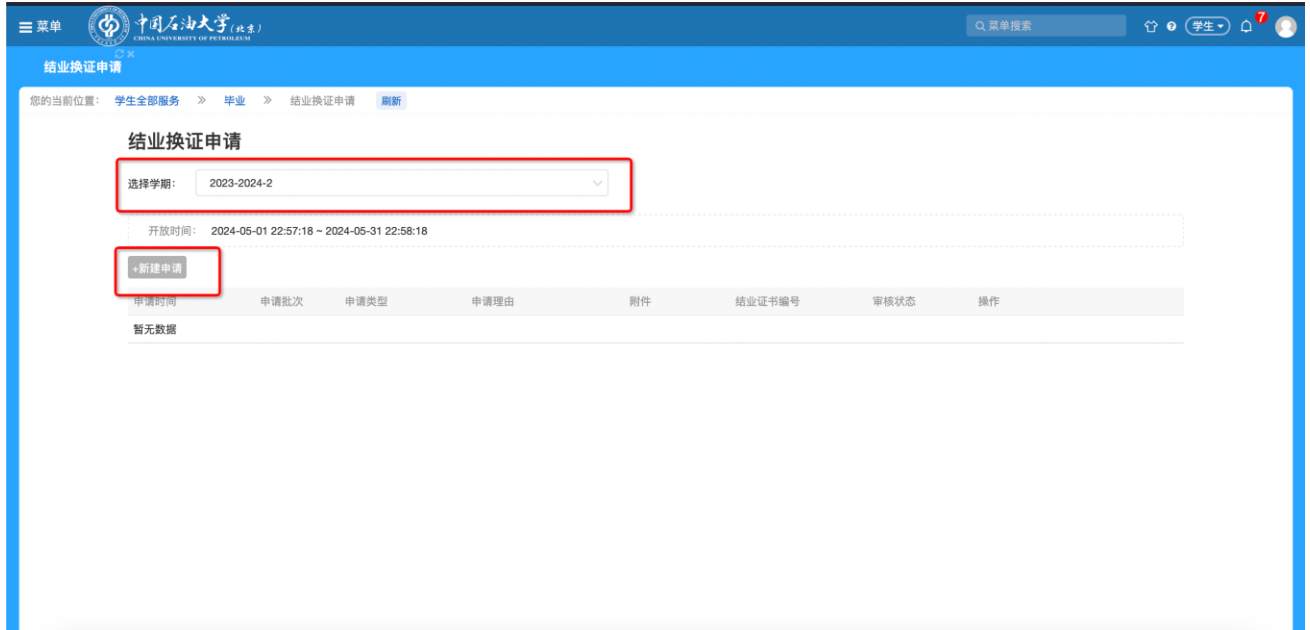 菜单 中国石油大学(北京) 菜单搜索 学生 7
CHINA UNIVERSITY OF PETROLEUM
结业换证申请
您的当前位置： 学生全部服务 » 毕业 » 结业换证申请 刷新
结业换证申请
选择学期： 2023-2024-2
开放时间： 2024-05-01 22:57:18 ~ 2024-05-31 22:58:18
+新建申请
申请时间 申请批次 申请类型 申请理由 附件 结业证书编号 审核状态 操作
暂无数据